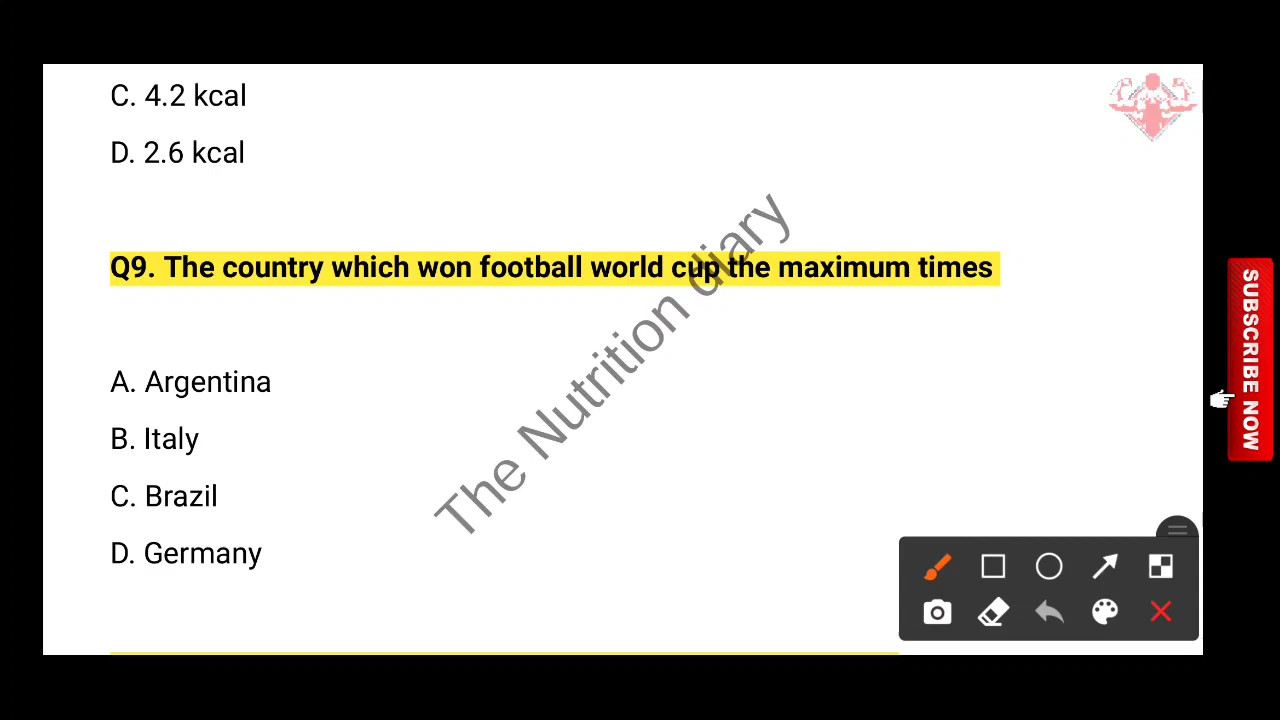 C. 4.2 kcal
D. 2.6 kcal
Q9. The country which won football world cup the maximum times
A. Argentina
B. Italy
C. Brazil
D. Germany
The Nutrition diary
SUBSCRIBE NOW